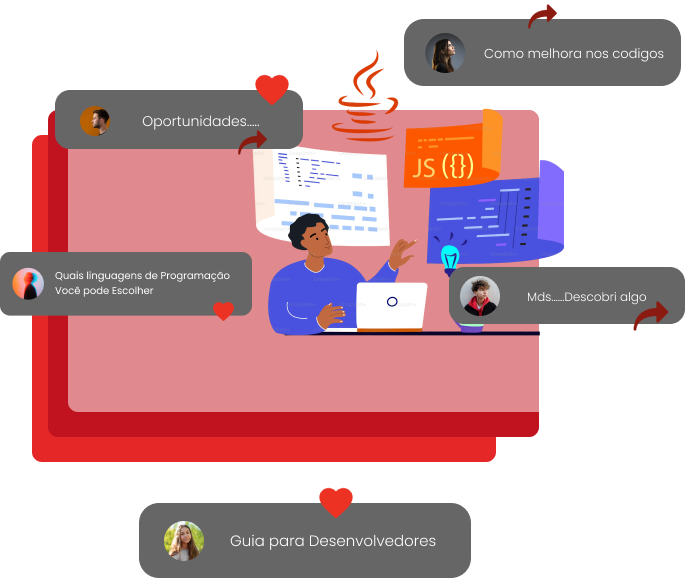 Como melhora nos codigos
Oportunidades.....
JS ({})
Quais linguagens de Programação
Você pode Escolher
Mds.....Descobri algo
Guia para Desenvolvedores